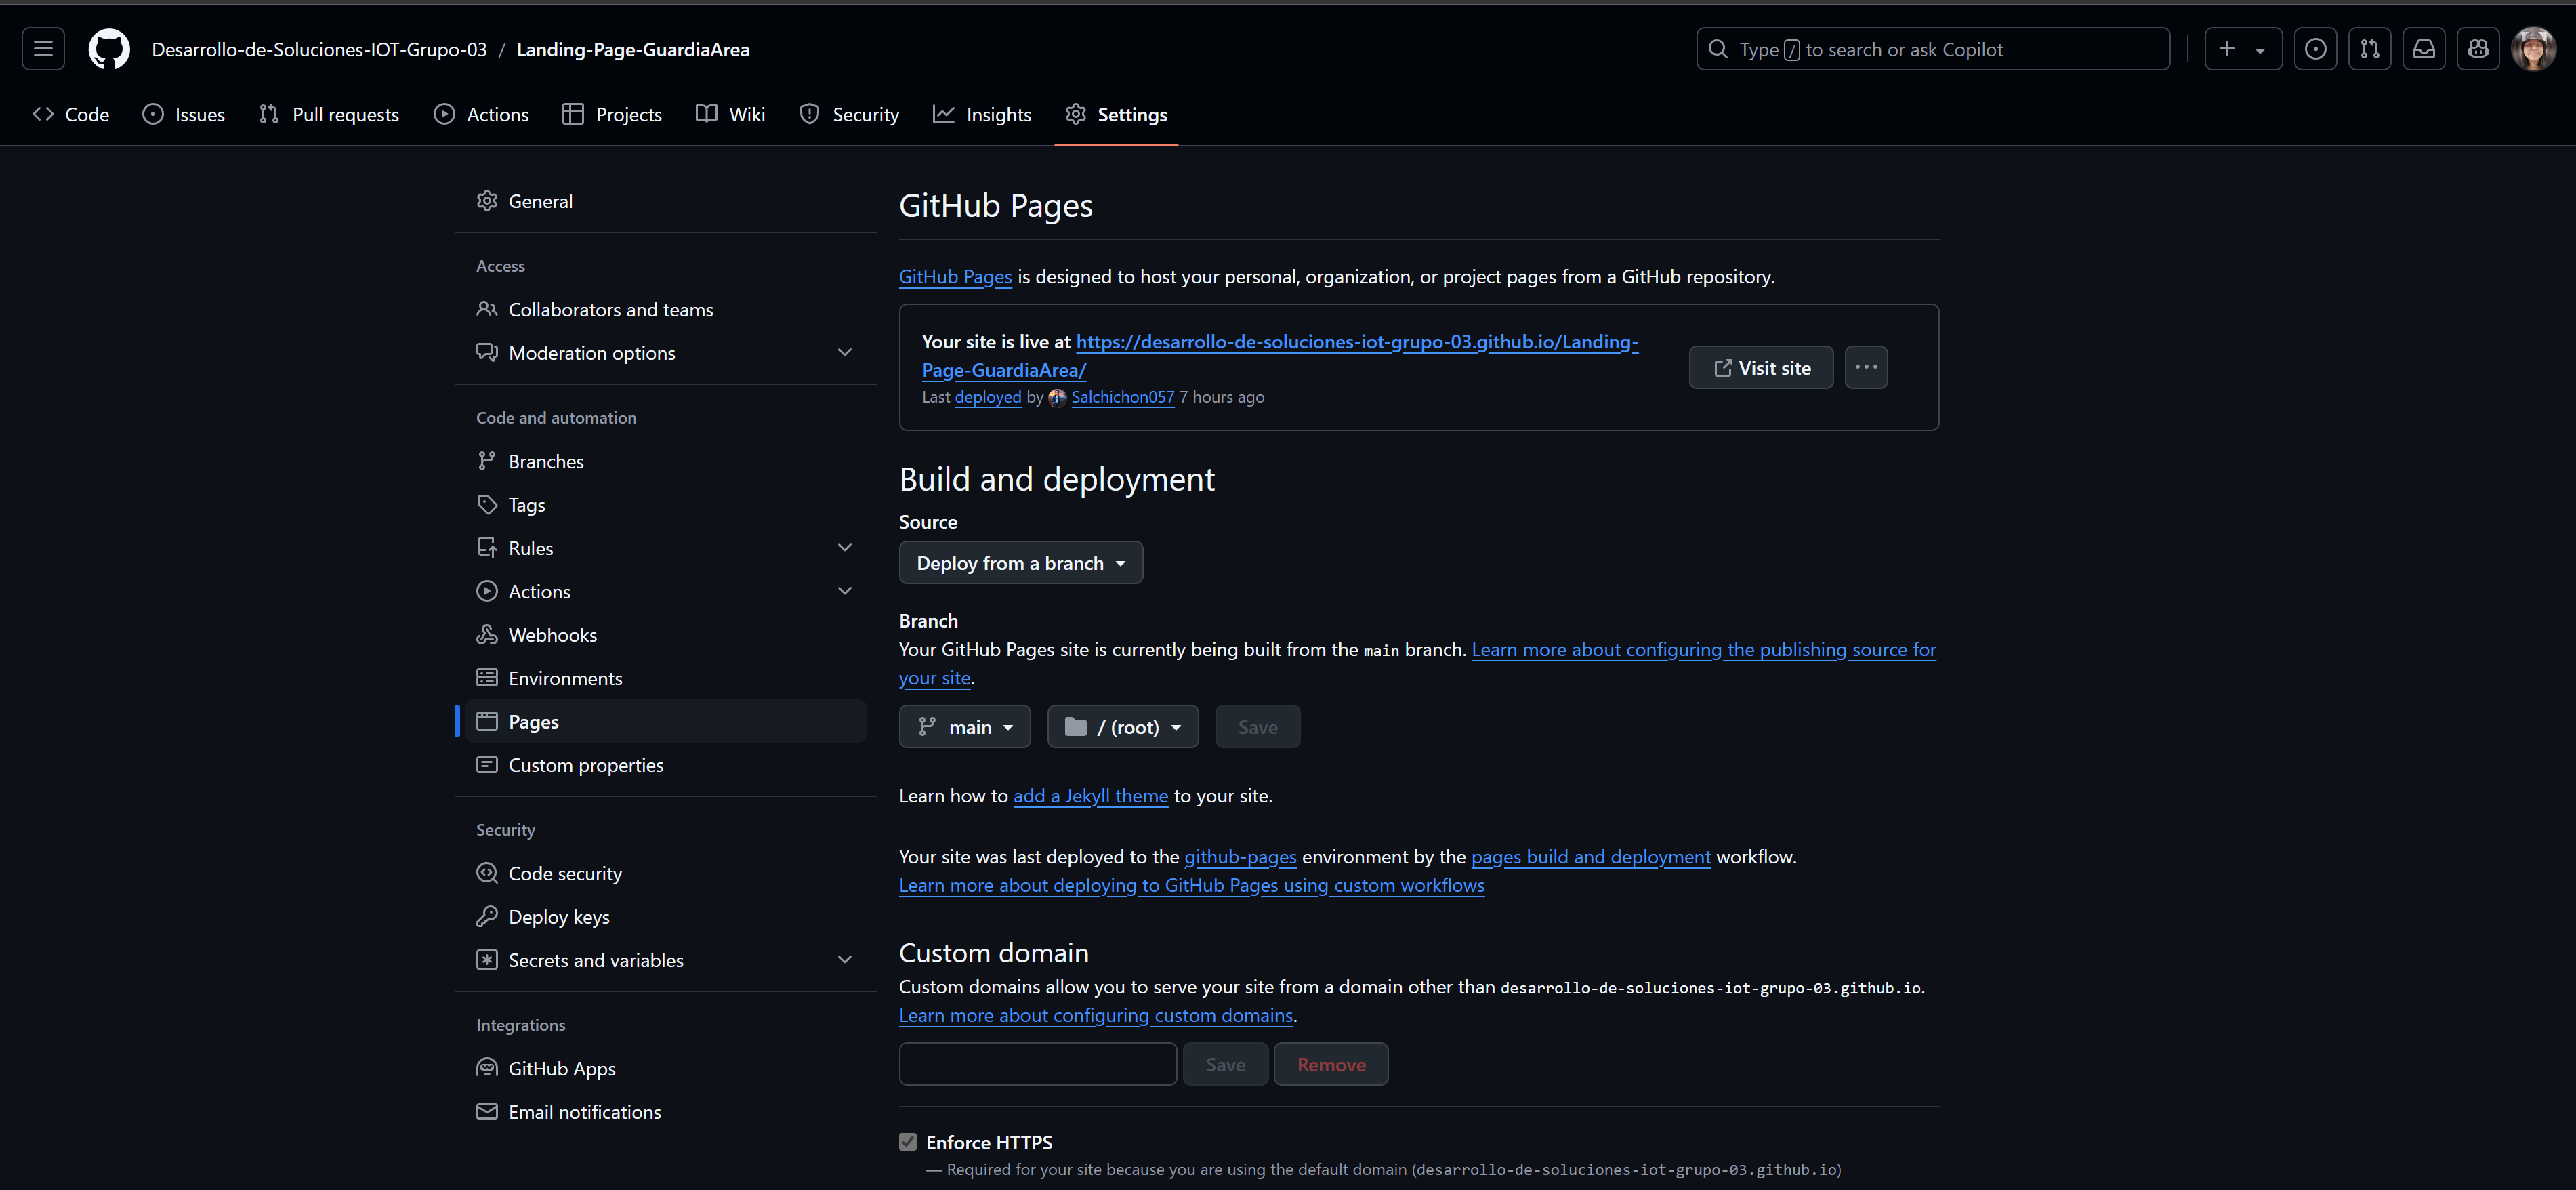 Desarrollo-de-Soluciones-IOT-Grupo-03 / Landing-Page-GuardiaArea
Type / to search or ask Copilot
Code
Issues
Pull requests
Actions
Projects
Wiki
Security
Insights
Settings
General
Access
Collaborators and teams
Moderation options
Code and automation
Branches
Tags
Rules
Actions
Webhooks
Environments
Pages
Custom properties
Security
Code security
Deploy keys
Secrets and variables
Integrations
GitHub Apps
Email notifications
GitHub Pages
GitHub Pages is designed to host your personal, organization, or project pages from a GitHub repository.
Your site is live at https://desarrollo-de-soluciones-iot-grupo-03.github.io/Landing-
Page-GuardiaArea/
Last deployed by Salchichon057 7 hours ago
Visit site
Build and deployment
Source
Deploy from a branch
Branch
Your GitHub Pages site is currently being built from the main branch. Learn more about configuring the publishing source for
your site.
main
/ (root)
Save
Learn how to add a Jekyll theme to your site.
Your site was last deployed to the github-pages environment by the pages build and deployment workflow.
Learn more about deploying to GitHub Pages using custom workflows
Custom domain
Custom domains allow you to serve your site from a domain other than desarrollo-de-soluciones-iot-grupo-03.github.io.
Learn more about configuring custom domains.
Save
Remove
Enforce HTTPS
— Required for your site because you are using the default domain (desarrollo-de-soluciones-iot-grupo-03.github.io)